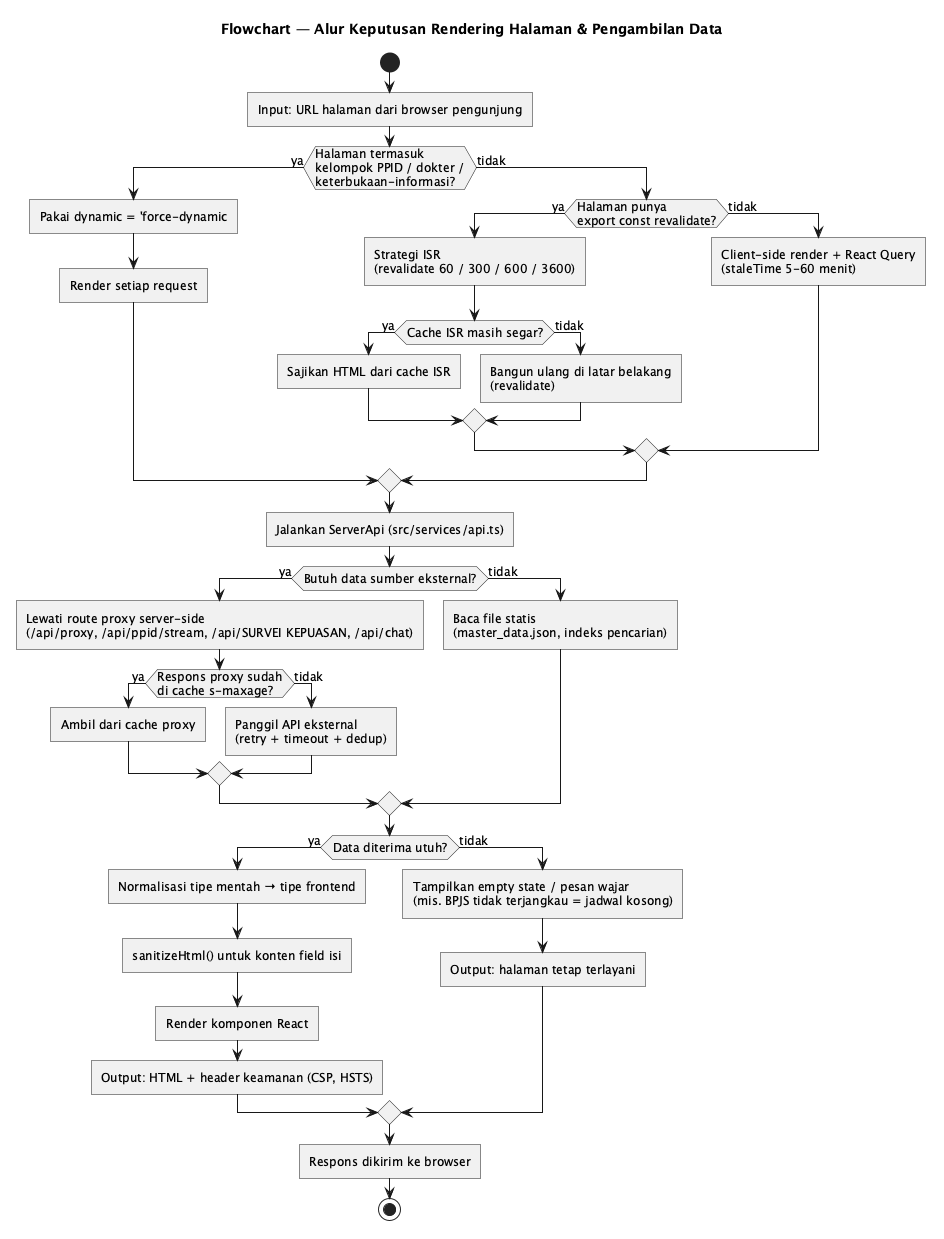 Flowchart — Alur Keputusan Rendering Halaman & Pengambilan Data
Input: URL halaman dari browser pengunjung
Halaman termasuk
kelompok PPID / dokter /
keterbukaan-informasi?
ya
tidak
Pakai dynamic = 'force-dynamic
Render setiap request
Halaman punya
export const revalidate?
ya
tidak
Strategi ISR
(revalidate 60 / 300 / 600 / 3600)
Client-side render + React Query
(staleTime 5-60 menit)
Cache ISR masih segar?
ya
tidak
Sajikan HTML dari cache ISR
Bangun ulang di latar belakang
(revalidate)
Jalankan ServerApi (src/services/api.ts)
Butuh data sumber eksternal?
ya
tidak
Lewati route proxy server-side
(/api/proxy, /api/ppid/stream, /api/SURVEI KEPUASAN, /api/chat)
Baca file statis
(master_data.json, indeks pencarian)
Respons proxy sudah
di cache s-maxage?
ya
tidak
Ambil dari cache proxy
Panggil API eksternal
(retry + timeout + dedup)
Data diterima utuh?
ya
tidak
Normalisasi tipe mentah → tipe frontend
sanitizeHtml() untuk konten field isi
Render komponen React
Output: HTML + header keamanan (CSP, HSTS)
Tampilkan empty state / pesan wajar
(mis. BPJS tidak terjangkau = jadwal kosong)
Output: halaman tetap terlayani
Respons dikirim ke browser